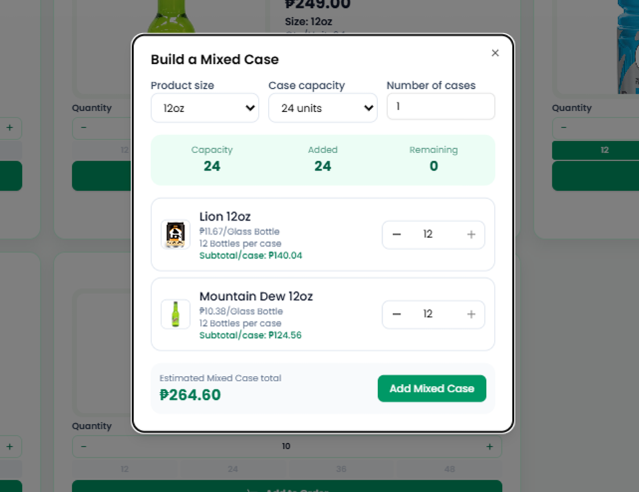 ₱249.00
Size: 12oz
Build a Mixed Case
×
Product size
Case capacity
Number of cases
12oz
24 units
1
Capacity
Added
Remaining
24
24
0
Lion 12oz
₱11.67/Glass Bottle
12 Bottles per case
Subtotal/case: ₱140.04
− 12 +
Mountain Dew 12oz
₱10.38/Glass Bottle
12 Bottles per case
Subtotal/case: ₱124.56
− 12 +
Estimated Mixed Case total
₱264.60
Add Mixed Case
Quantity
Quantity
+
−
−
12
12
Quantity
+
− 10 +
12
24
36
48